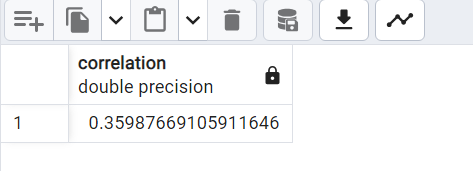 correlation
double precision
1 0.35987669105911646